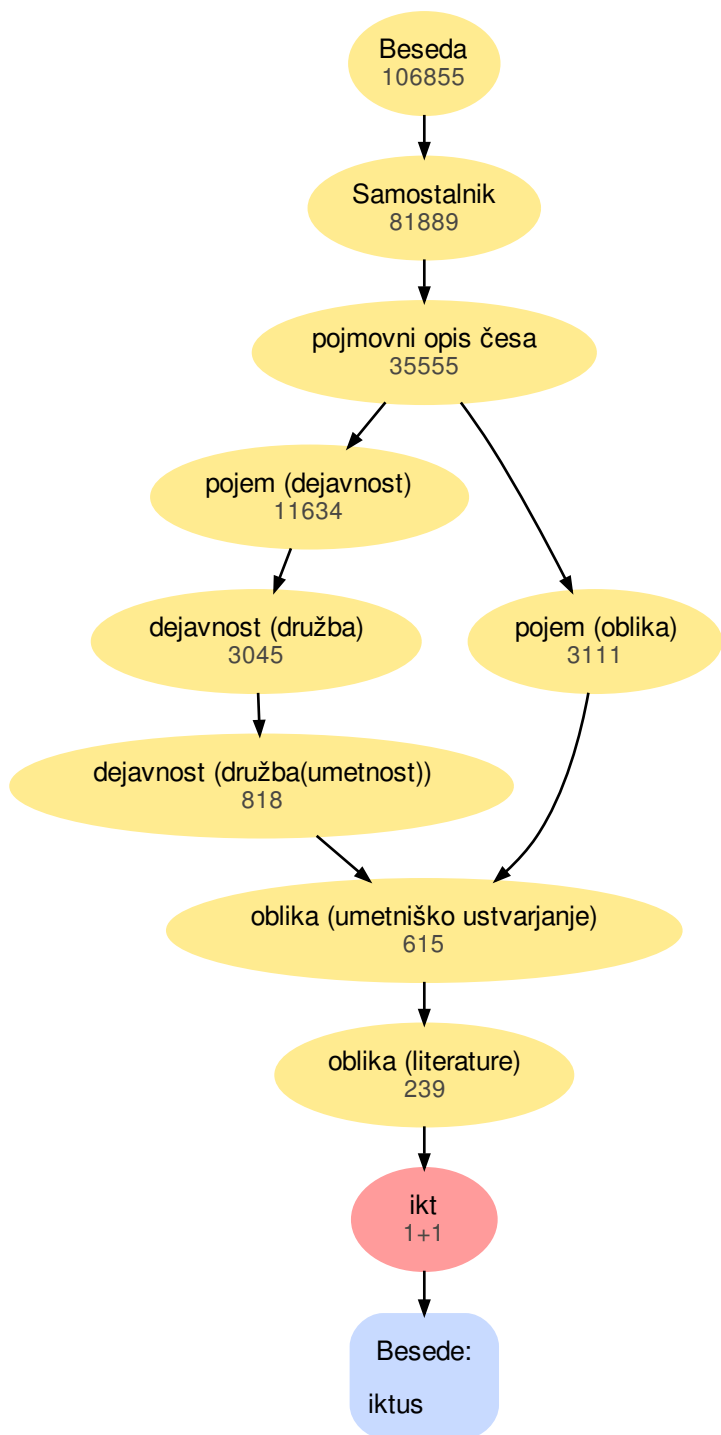 Beseda
106855
Samostalnik
81889
pojmovni opis česa
35555
pojem (dejavnost)
11634
dejavnost (družba)
3045
pojem (oblika)
3111
dejavnost (družba(umetnost))
818
oblika (umetniško ustvarjanje)
615
oblika (literature)
239
ikt
1+1
Besede:
iktus